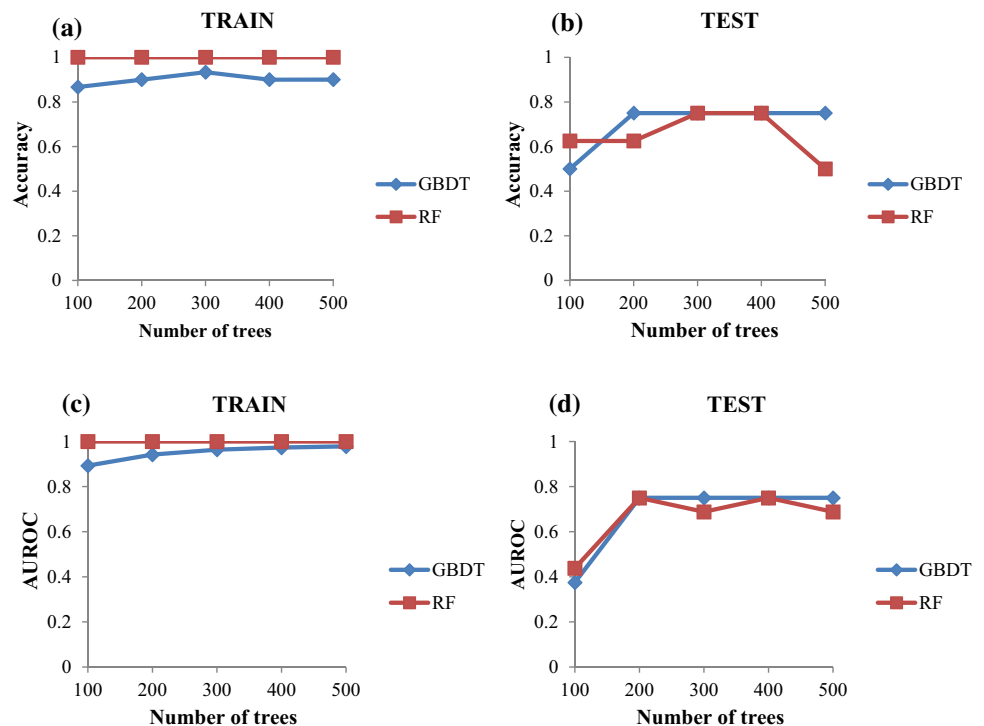 (a)
TRAIN
1
0.8
0.6
0.4
0.2
0
Accuracy
100 200 300 400 500
Number of trees
GBDT
RF
(b)
TEST
1
0.8
0.6
0.4
0.2
0
Accuracy
100 200 300 400 500
Number of trees
GBDT
RF
(c)
TRAIN
1
0.8
0.6
0.4
0.2
0
AUROC
100 200 300 400 500
Number of trees
GBDT
RF
(d)
TEST
1
0.8
0.6
0.4
0.2
0
AUROC
100 200 300 400 500
Number of trees
GBDT
RF